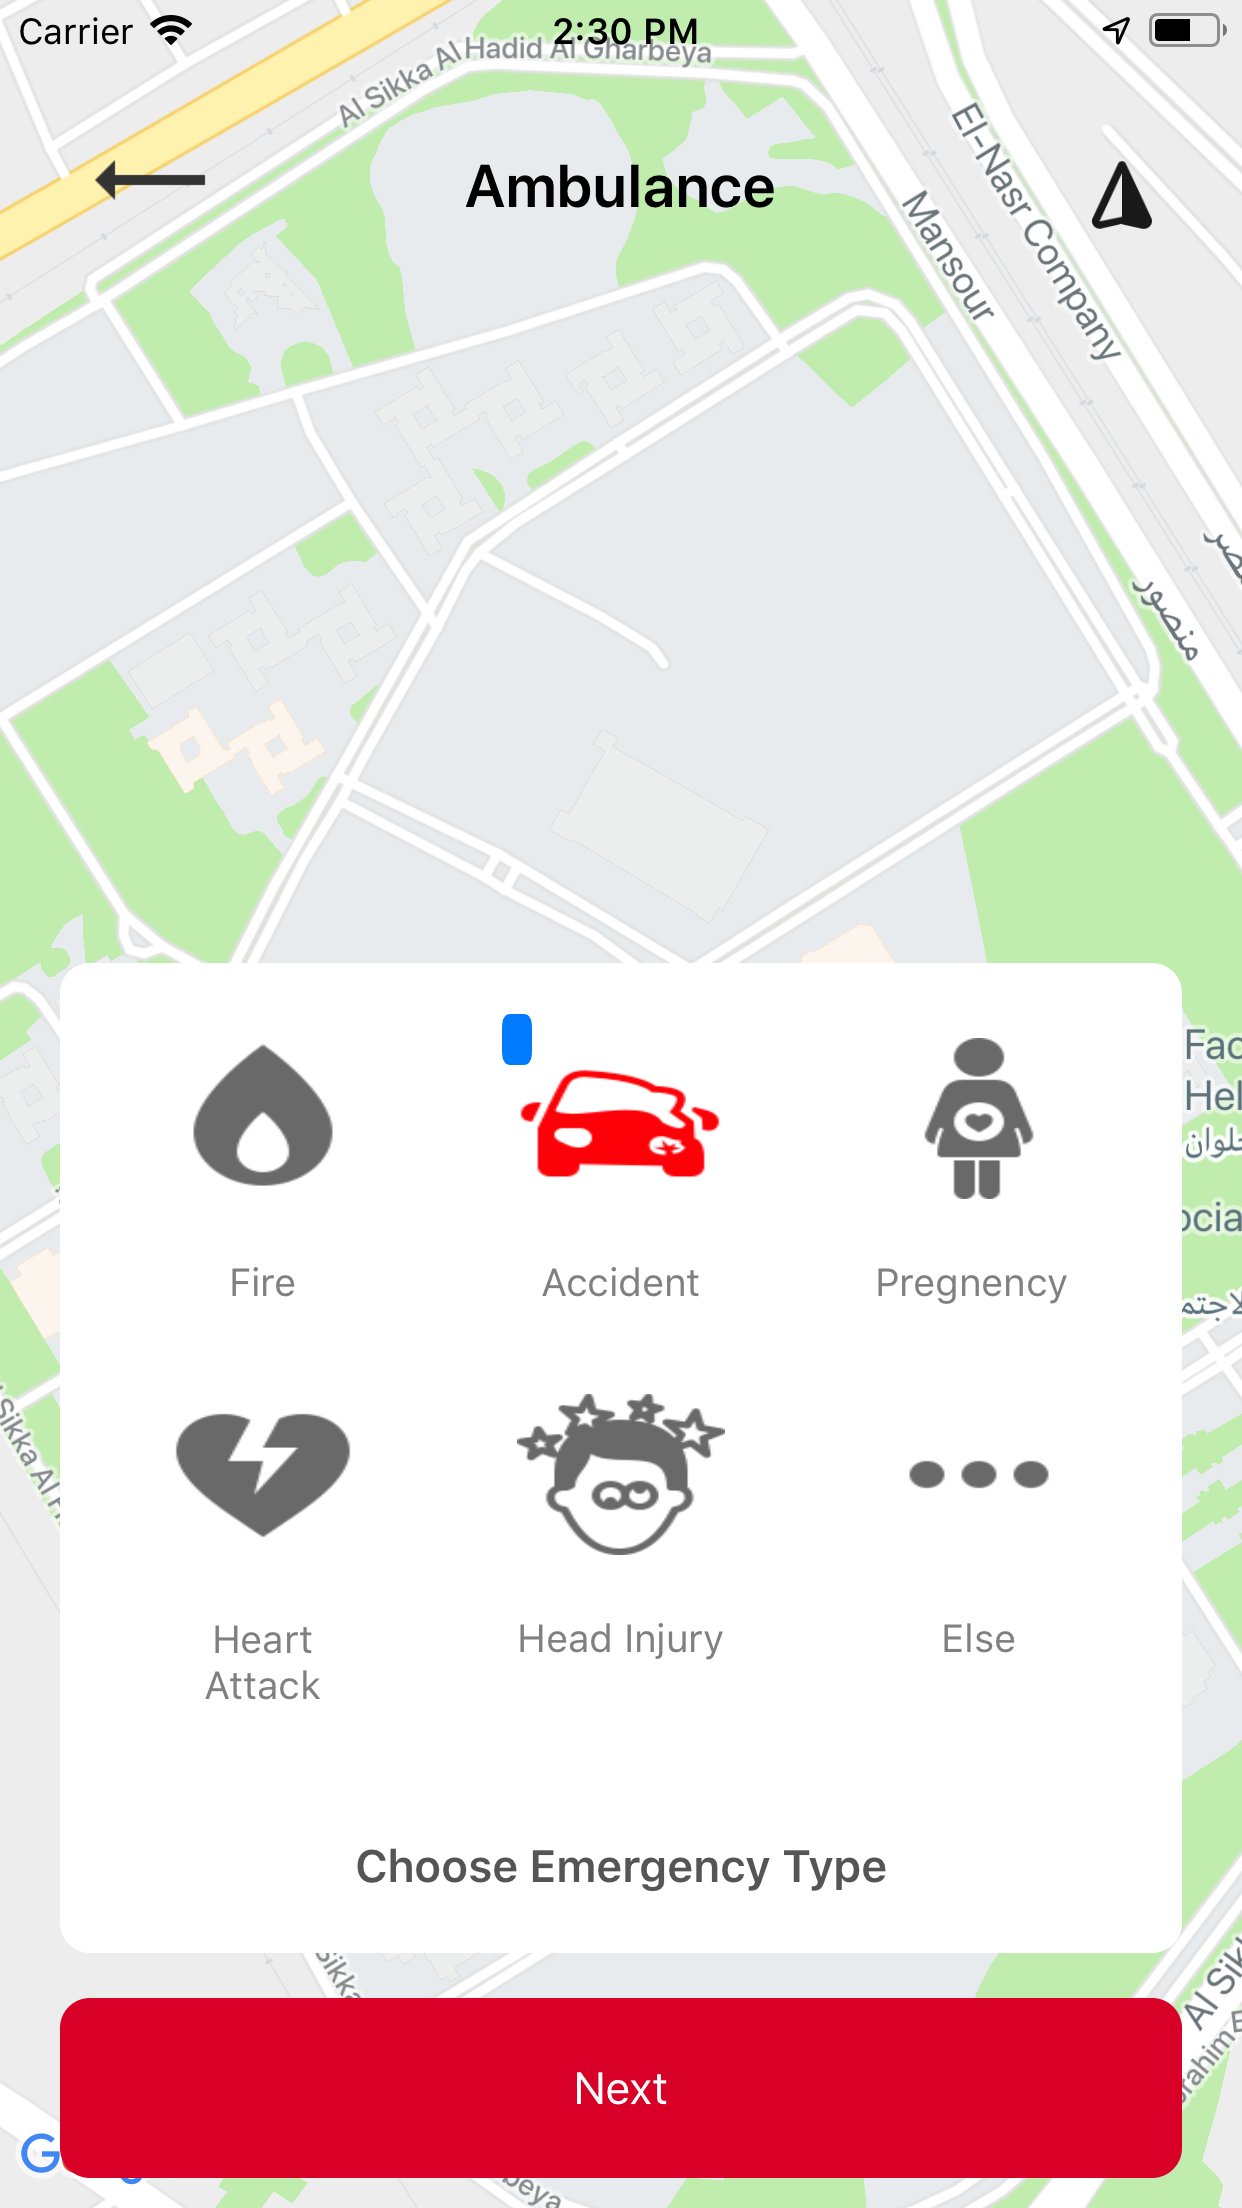 Carrier
2:30 PM
Al Sikka Al Hadid Al Gharbeya
Ambulance
El-Nasr Company
Mansour
منصور
Fac
Hel
حلوان
ocia
Fire
Accident
Pregnency
Heart
Attack
Head Injury
Else
Choose Emergency Type
Sikka Al
Sikka
Al Sik
Next
G
beya